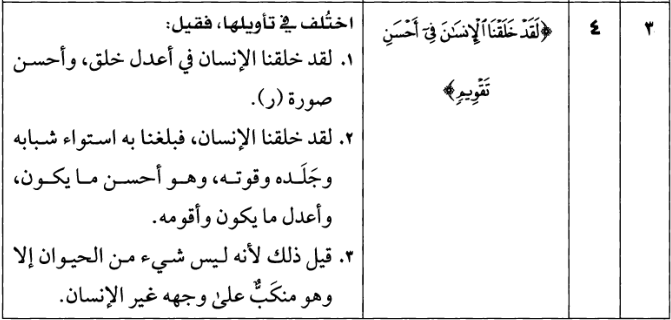 ٣
٤
﴿لَقَدْ خَلَقْنَا ٱلْإِنسَٰنَ فِىٓ أَحْسَنِ
تَقْوِيمٍ﴾
اختُلف في تأويلها، فقيل:
١. لقد خلقنا الإنسان في أعدل خلق، وأحسن
صورة (ر).
٢. لقد خلقنا الإنسان، فبلغنا به استواء شبابه
وجَلَده وقوته، وهو أحسن ما يكون،
وأعدل ما يكون وأقومه.
٣. قيل ذلك لأنه ليس شيء من الحيوان إلا
وهو منكَبٌّ علىٰ وجهه غير الإنسان.